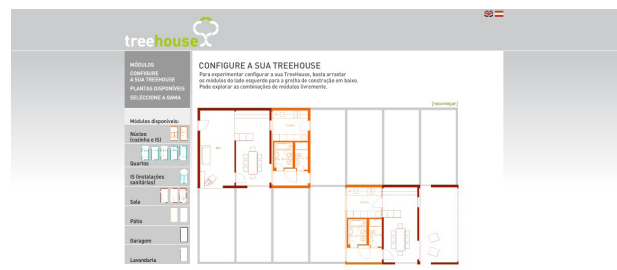 treehouse
MÓDULOS
CONFIGURE
A SUA TREEHOUSE
PLANTAS DISPONÍVEIS
SELECCIONE A GAMA
CONFIGURE A SUA TREEHOUSE
Para experimentar configurar a sua TreeHouse, basta arrastar
os módulos do lado esquerdo para a grelha de construção em baixo.
Pode explorar as combinações de módulos livremente.
[recomeçar]
Módulos disponíveis:
Núcleo
(cozinha e IS)
Quartos
IS (instalações
sanitárias)
Sala
Pátio
Garagem
Lavandaria